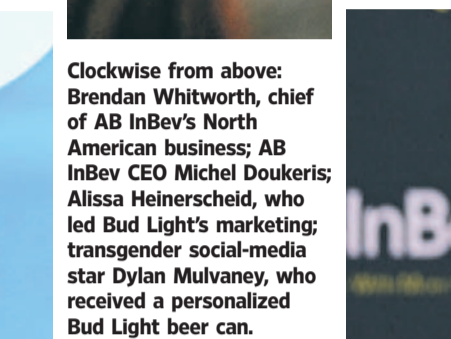 Clockwise from above:
Brendan Whitworth, chief
of AB InBev's North
American business; AB
InBev CEO Michel Doukeris;
Alissa Heinerscheid, who
led Bud Light's marketing;
transgender social-media
star Dylan Mulvaney, who
received a personalized
Bud Light beer can.
InB